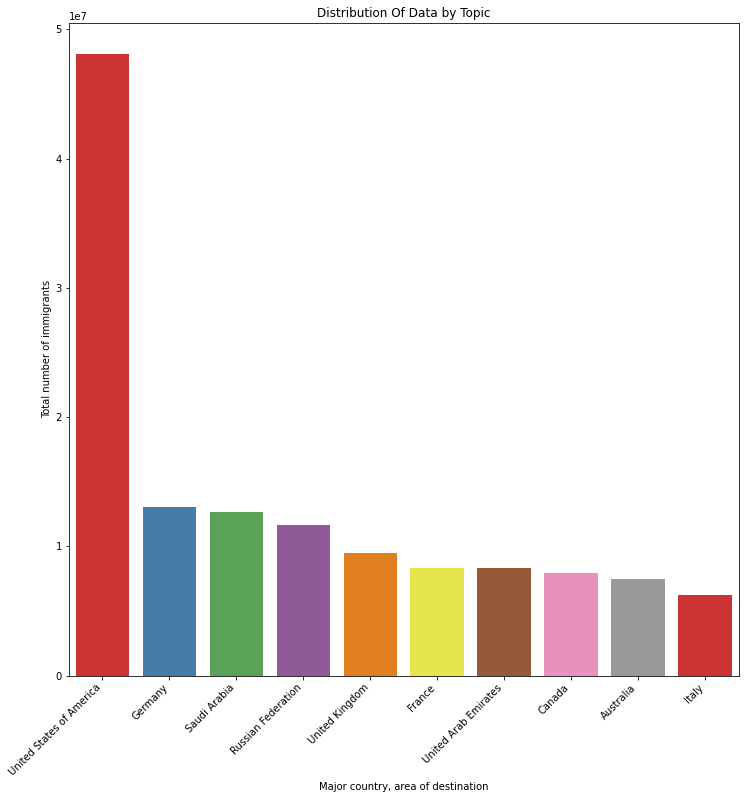 Distribution Of Data by Topic
1e7
5
4
3
2
1
0
Total number of immigrants
United States of America
Germany
Saudi Arabia
Russian Federation
United Kingdom
France
United Arab Emirates
Canada
Australia
Italy
Major country, area of destination